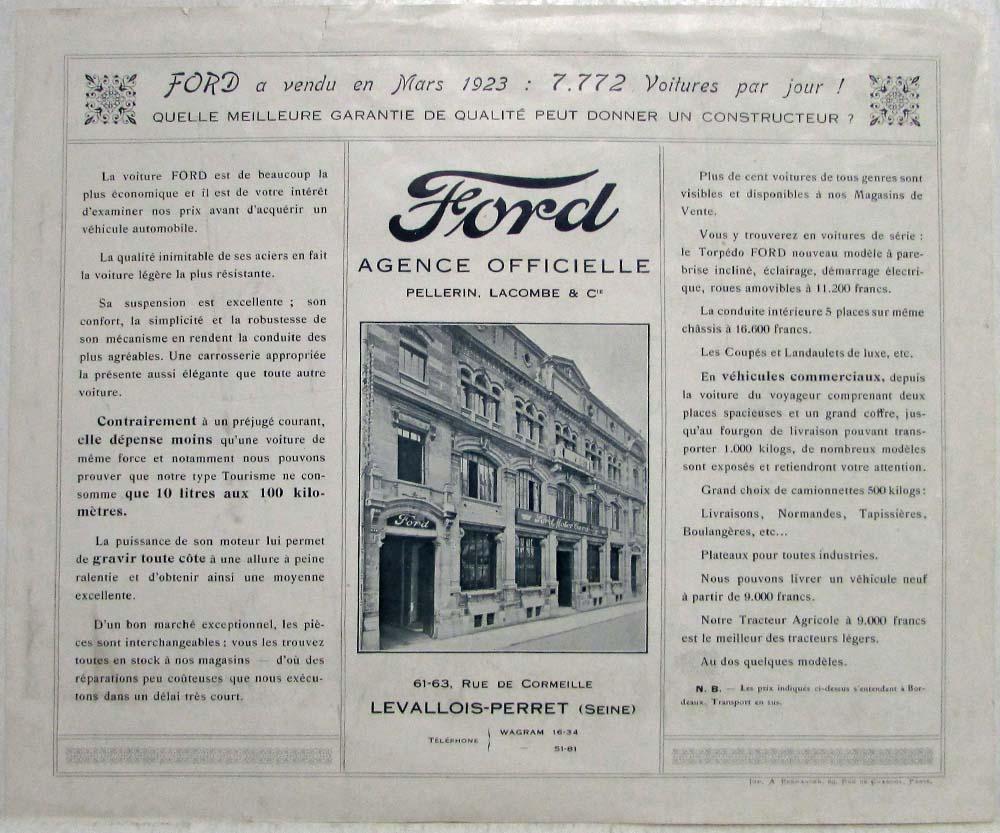 FORD a vendu en Mars 1923 : 7.772 Voitures par jour !
QUELLE MEILLEURE GARANTIE DE QUALITÉ PEUT DONNER UN CONSTRUCTEUR ?
La voiture FORD est de beaucoup la
plus économique et il est de votre intérêt
d'examiner nos prix avant d'acquérir un
véhicule automobile.
La qualité inimitable de ses aciers en fait
la voiture légère la plus résistante.
Sa suspension est excellente ; son
confort, la simplicité et la robustesse de
son mécanisme en rendent la conduite des
plus agréables. Une carrosserie appropriée
la présente aussi élégante que toute autre
voiture.
Contrairement à un préjugé courant,
elle dépense moins qu'une voiture de
même force et notamment nous pouvons
prouver que notre type Tourisme ne con-
somme que 10 litres aux 100 kilo-
mètres.
La puissance de son moteur lui permet
de gravir toute côte à une allure à peine
ralentie et d'obtenir ainsi une moyenne
excellente.
D'un bon marché exceptionnel, les piè-
ces sont interchangeables ; vous les trouvez
toutes en stock à nos magasins — d'où des
réparations peu coûteuses que nous exécu-
tons dans un délai très court.
Ford
AGENCE OFFICIELLE
PELLERIN, LACOMBE & CIE
Ford
Ford Motor Cars
61-63, RUE DE CORMEILLE
LEVALLOIS-PERRET (SEINE)
TÉLÉPHONE WAGRAM 16-34
— 51-81
Plus de cent voitures de tous genres sont
visibles et disponibles à nos Magasins de
Vente.
Vous y trouverez en voitures de série :
le Torpédo FORD nouveau modèle à pare-
brise incliné, éclairage, démarrage électri-
que, roues amovibles à 11.200 francs.
La conduite intérieure 5 places sur même
châssis à 16.600 francs.
Les Coupés et Landaulets de luxe, etc.
En véhicules commerciaux, depuis
la voiture du voyageur comprenant deux
places spacieuses et un grand coffre, jus-
qu'au fourgon de livraison pouvant trans-
porter 1.000 kilogs, de nombreux modèles
sont exposés et retiendront votre attention.
Grand choix de camionnettes 500 kilogs :
Livraisons, Normandes, Tapissières,
Boulangères, etc...
Plateaux pour toutes industries.
Nous pouvons livrer un véhicule neuf
à partir de 9.000 francs.
Notre Tracteur Agricole à 9.000 francs
est le meilleur des tracteurs légers.
Au dos quelques modèles.
N. B. — Les prix indiqués ci-dessus s'entendent à Bor-
deaux. Transport en sus.
IMP. A RUE DE PARIS.